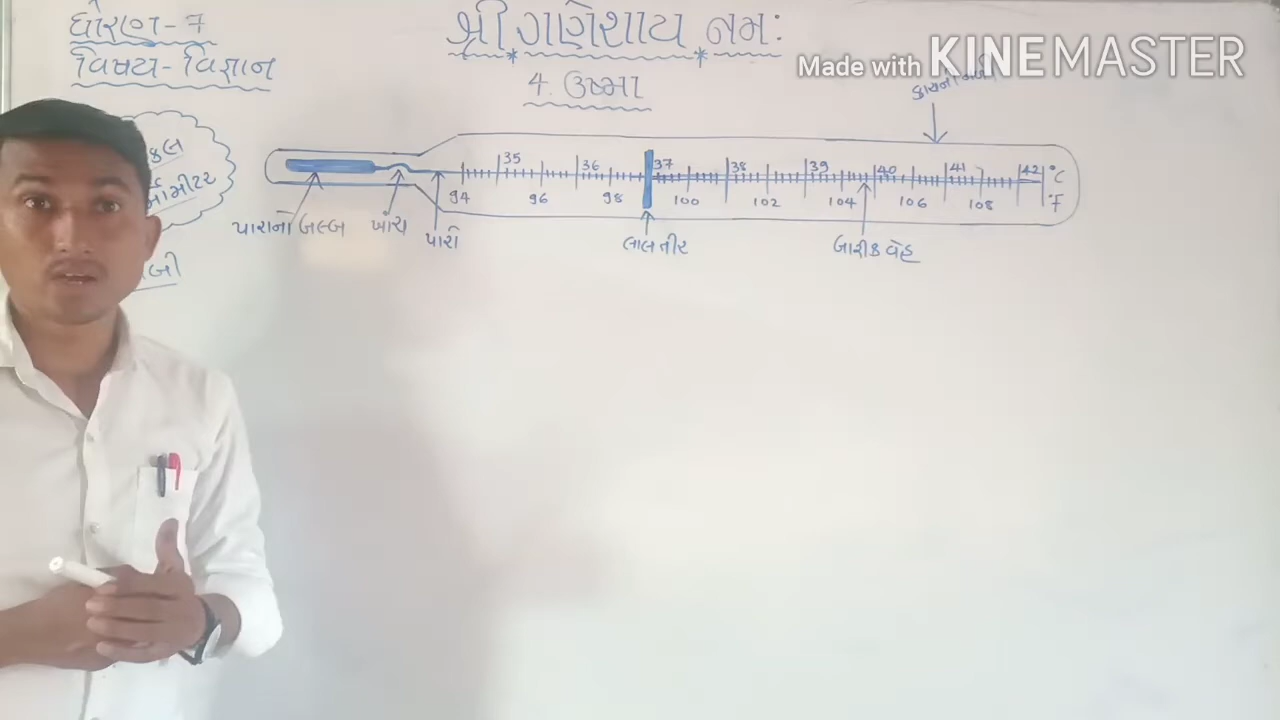 ધોરણ - 7
વિષય - વિજ્ઞાન
શ્રી ગણેશાય નમઃ
4. ઉષ્મા
Made with KINEMASTER
35 36 37 38 39 40 41 42 °C
94 96 98 100 102 104 106 108 °F
પારાનો બલ્બ
ખાંચ
પારો
લાલ તીર
બારીક વેહ